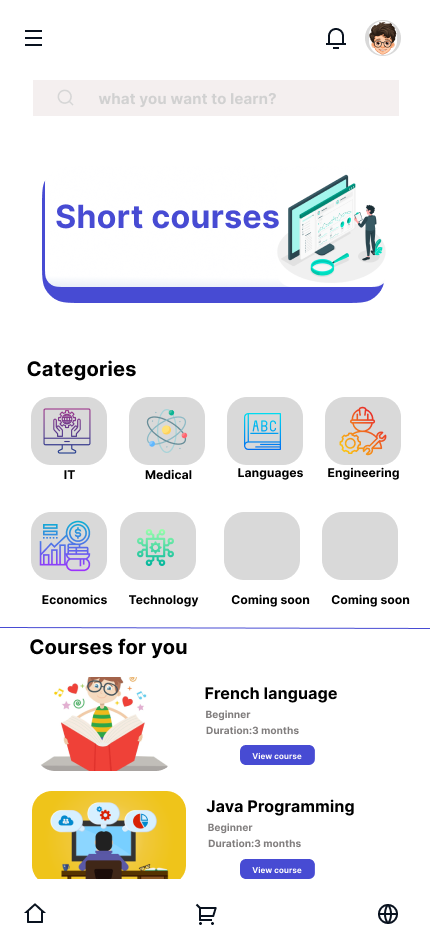 what you want to learn?
Short courses
Categories
ABC
IT
Medical
Languages
Engineering
Economics
Technology
Coming soon
Coming soon
Courses for you
French language
Beginner
Duration:3 months
View course
Java Programming
Beginner
Duration:3 months
View course